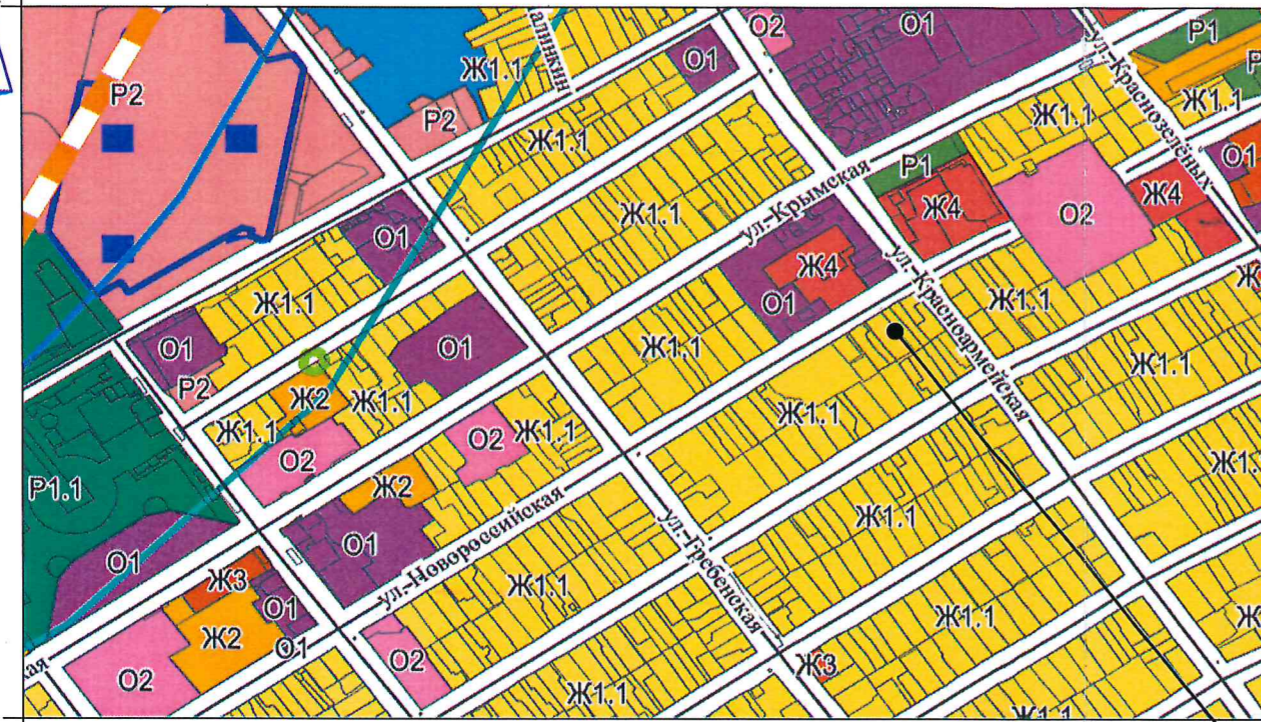 алинкин
О2
О1
ул.-Краснозелёных
Р1
Р
Ж1.1
О1
Р2
Р2
Ж1.1
Ж1.1
Ж1.1
О1
Р1
Ж4
О2
Ж4
ул.-Крымская
Ж1.1
О1
Ж4
О1
ул.-Красноармейская
Ж1.1
Ж
Ж1.1
О1
Р2
Ж2
Ж1.1
О1
Ж1.1
Ж1.1
Ж1.1
Ж1.1
О2
О2
Ж1.1
Ж1.
Р1.1
Ж2
Ж1.1
О1
О1
ул.-Новороссийская
ул.-Гребенская
Ж3
О1
Ж1.1
Ж1.1
Ж
Ж2
О1
ая
О2
О2
Ж3
Ж1.1
Ж1.1